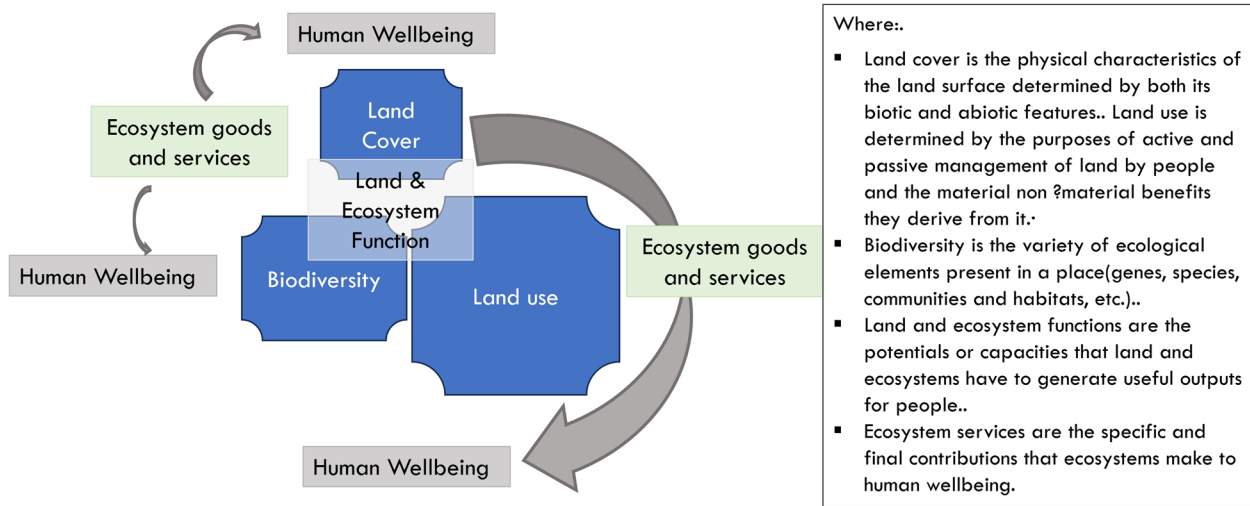 Human Wellbeing
Land
Cover
Ecosystem goods
and services
Land &
Ecosystem
Function
Human Wellbeing
Biodiversity
Land use
Ecosystem goods
and services
Human Wellbeing
Where:.
▪ Land cover is the physical characteristics of
the land surface determined by both its
biotic and abiotic features.. Land use is
determined by the purposes of active and
passive management of land by people
and the material non ?material benefits
they derive from it.·
▪ Biodiversity is the variety of ecological
elements present in a place(genes, species,
communities and habitats, etc.)..
▪ Land and ecosystem functions are the
potentials or capacities that land and
ecosystems have to generate useful outputs
for people..
▪ Ecosystem services are the specific and
final contributions that ecosystems make to
human wellbeing.